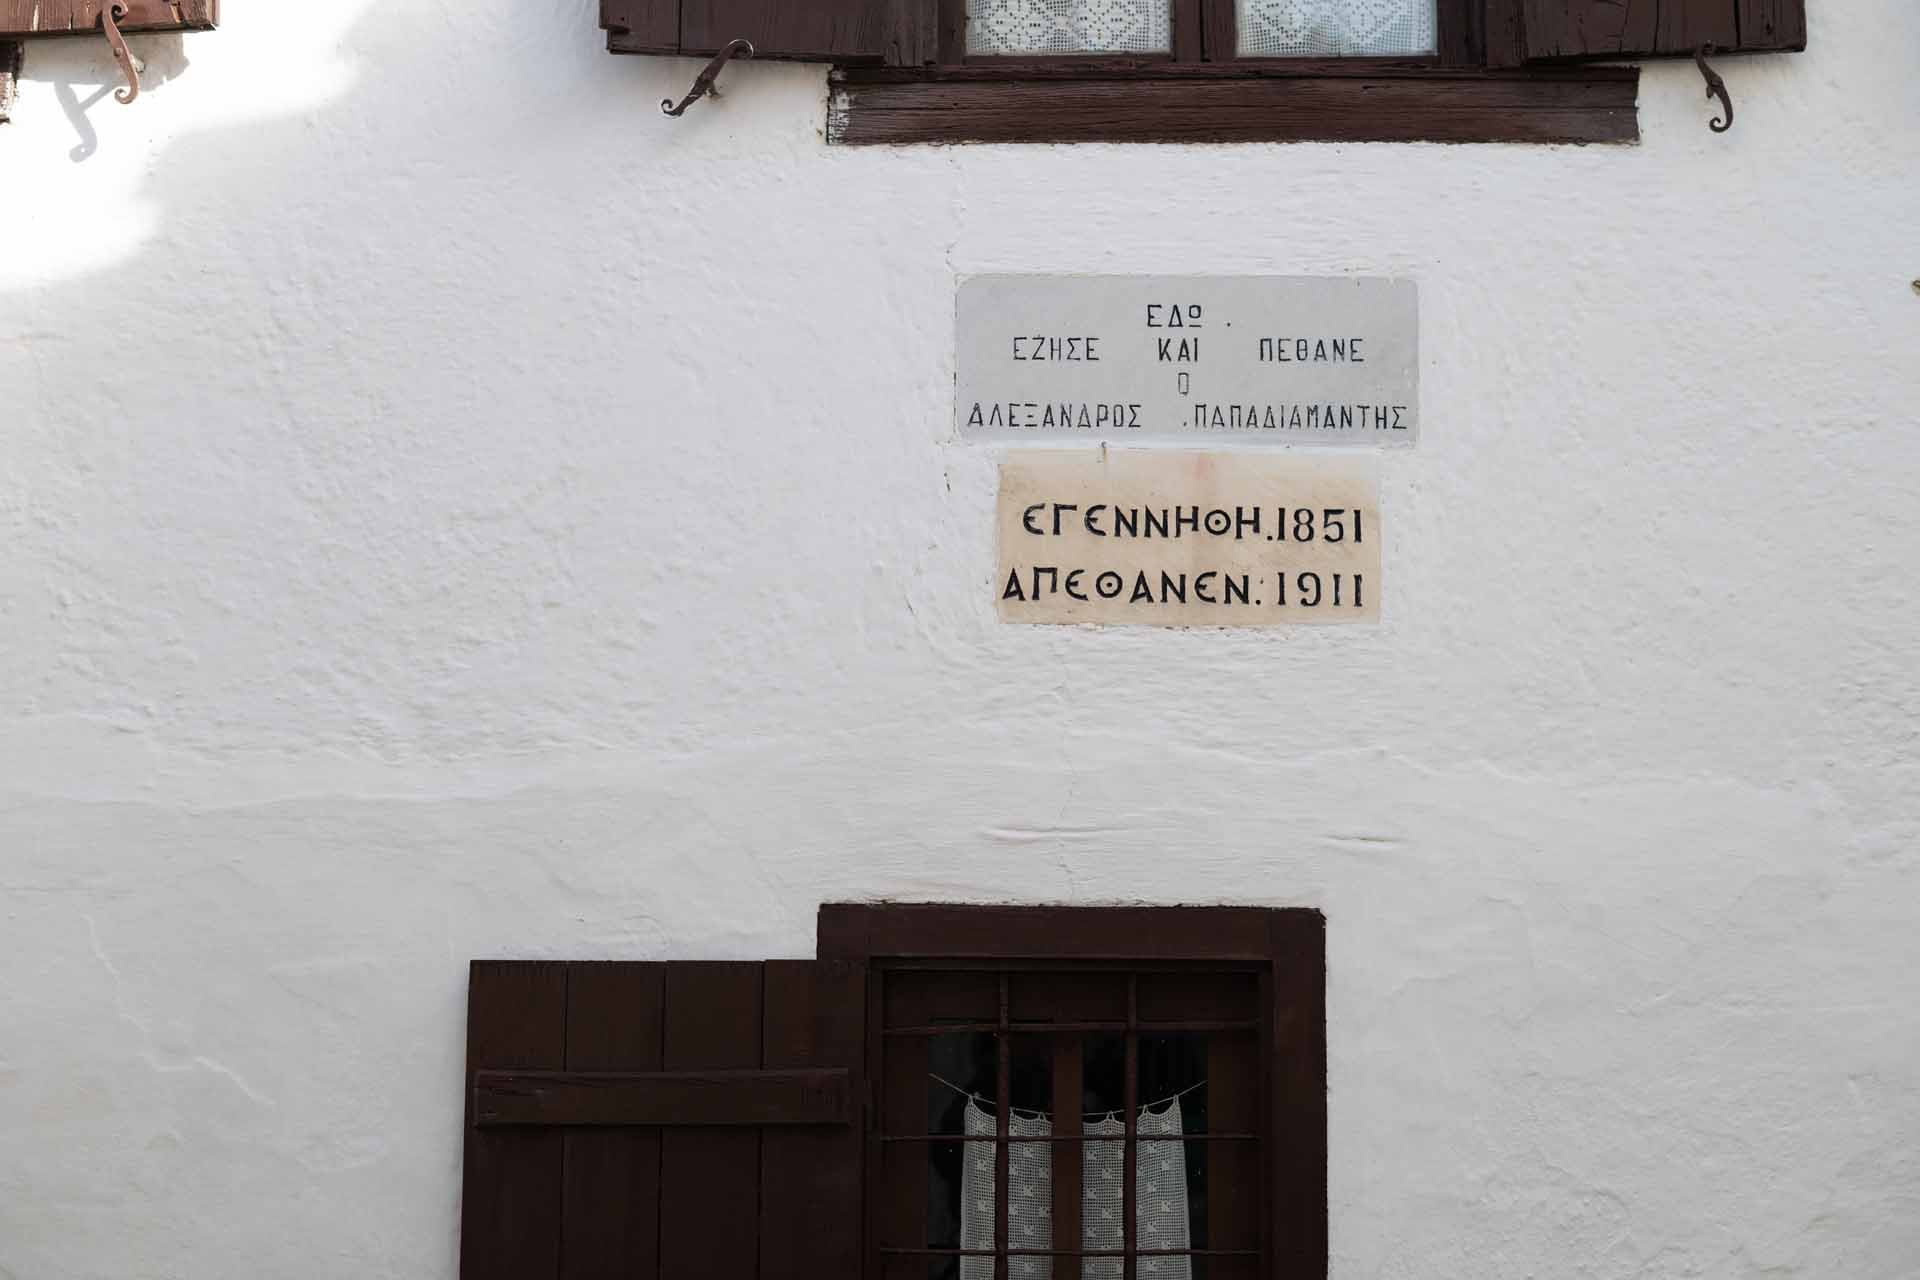 ΕΔΩ.
ΕΖΗΣΕ ΚΑΙ ΠΕΘΑΝΕ
Ο
ΑΛΕΞΑΝΔΡΟΣ .ΠΑΠΑΔΙΑΜΑΝΤΗΣ
ΕΓΕΝΝΗΘΗ.1851
ΑΠΕΘΑΝΕΝ:1911